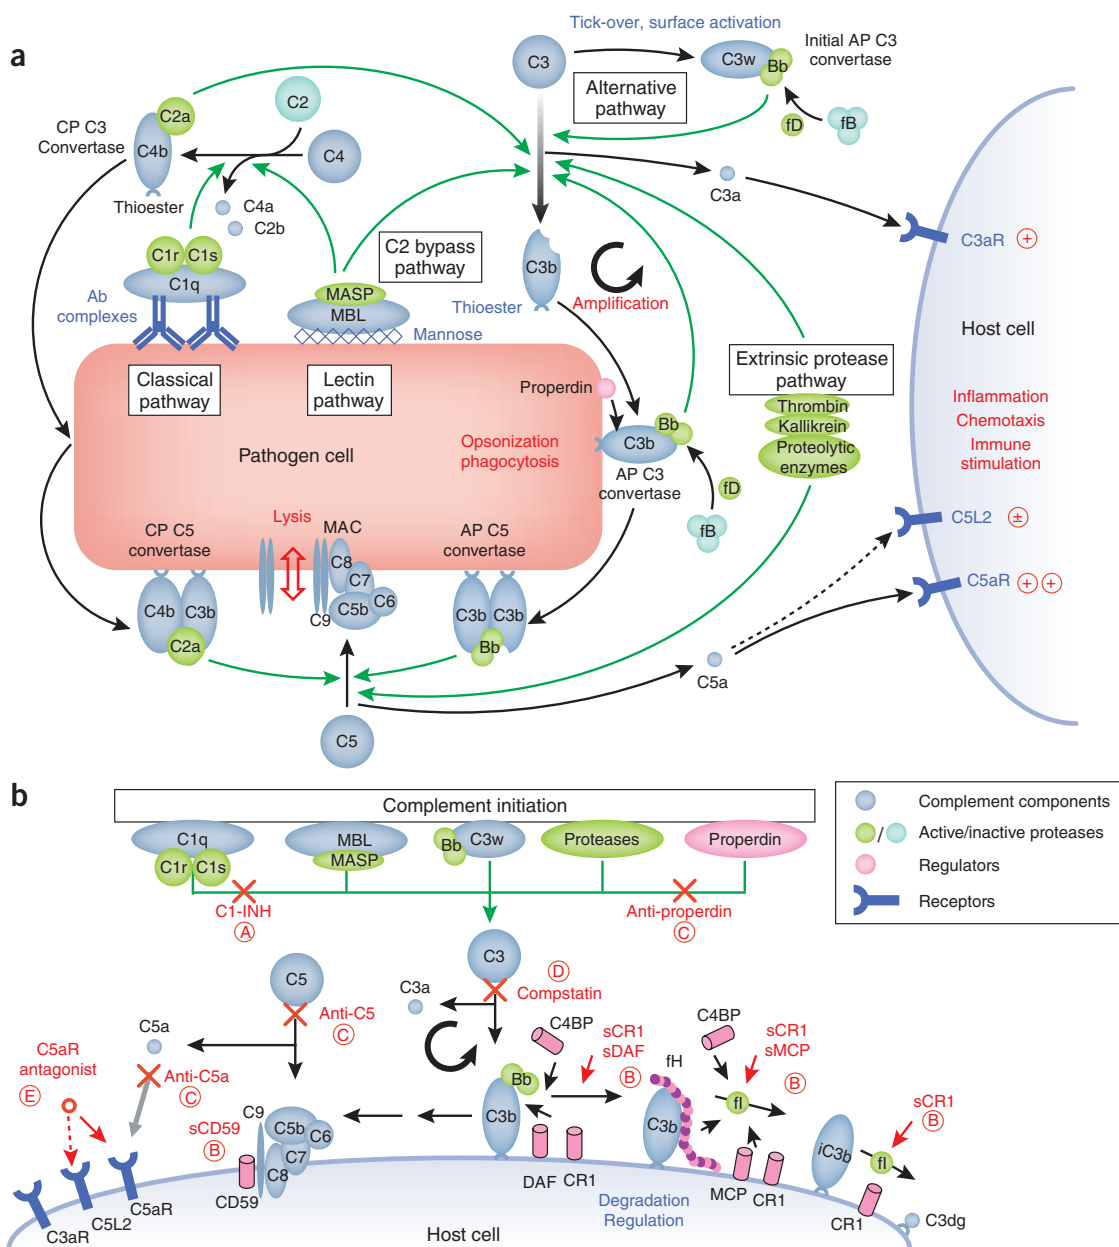 a
Tick-over, surface activation
C3
C3w
Bb
Initial AP C3
convertase
Alternative
pathway
fD
fB
C2a
C2
CP C3
Convertase
C4b
C4
Thioester
C4a
C2b
C3a
C3aR
+
C1r
C1s
C1q
Ab
complexes
C2 bypass
pathway
MASP
MBL
Mannose
C3b
Thioester
Amplification
Host cell
Classical
pathway
Lectin
pathway
Properdin
Extrinsic protease
pathway
Thrombin
Kallikrein
Proteolytic
enzymes
Inflammation
Chemotaxis
Immune
stimulation
Pathogen cell
Opsonization
phagocytosis
Bb
C3b
AP C3
convertase
fD
fB
CP C5
convertase
Lysis
MAC
AP C5
convertase
C8
C7
C6
C5b
C9
C4b
C3b
C2a
C3b
C3b
Bb
C5L2
±
C5aR
+ +
C5a
C5
b
Complement initiation
C1q
C1r
C1s
MBL
MASP
Bb
C3w
Proteases
Properdin
C1-INH
A
Anti-properdin
C
Complement components
/
Active/inactive proteases
Regulators
Receptors
C5
C3
C3a
D
Compstatin
Anti-C5
C
C5a
C5aR
antagonist
E
Anti-C5a
C
C4BP
sCR1
sDAF
B
C4BP
sCR1
sMCP
B
fH
Bb
C3b
C3b
fI
sCR1
B
iC3b
fI
sCD59
B
C9
C5b
C6
C7
C8
CD59
DAF
CR1
MCP
CR1
CR1
C3dg
Degradation
Regulation
C5aR
C5L2
C3aR
Host cell